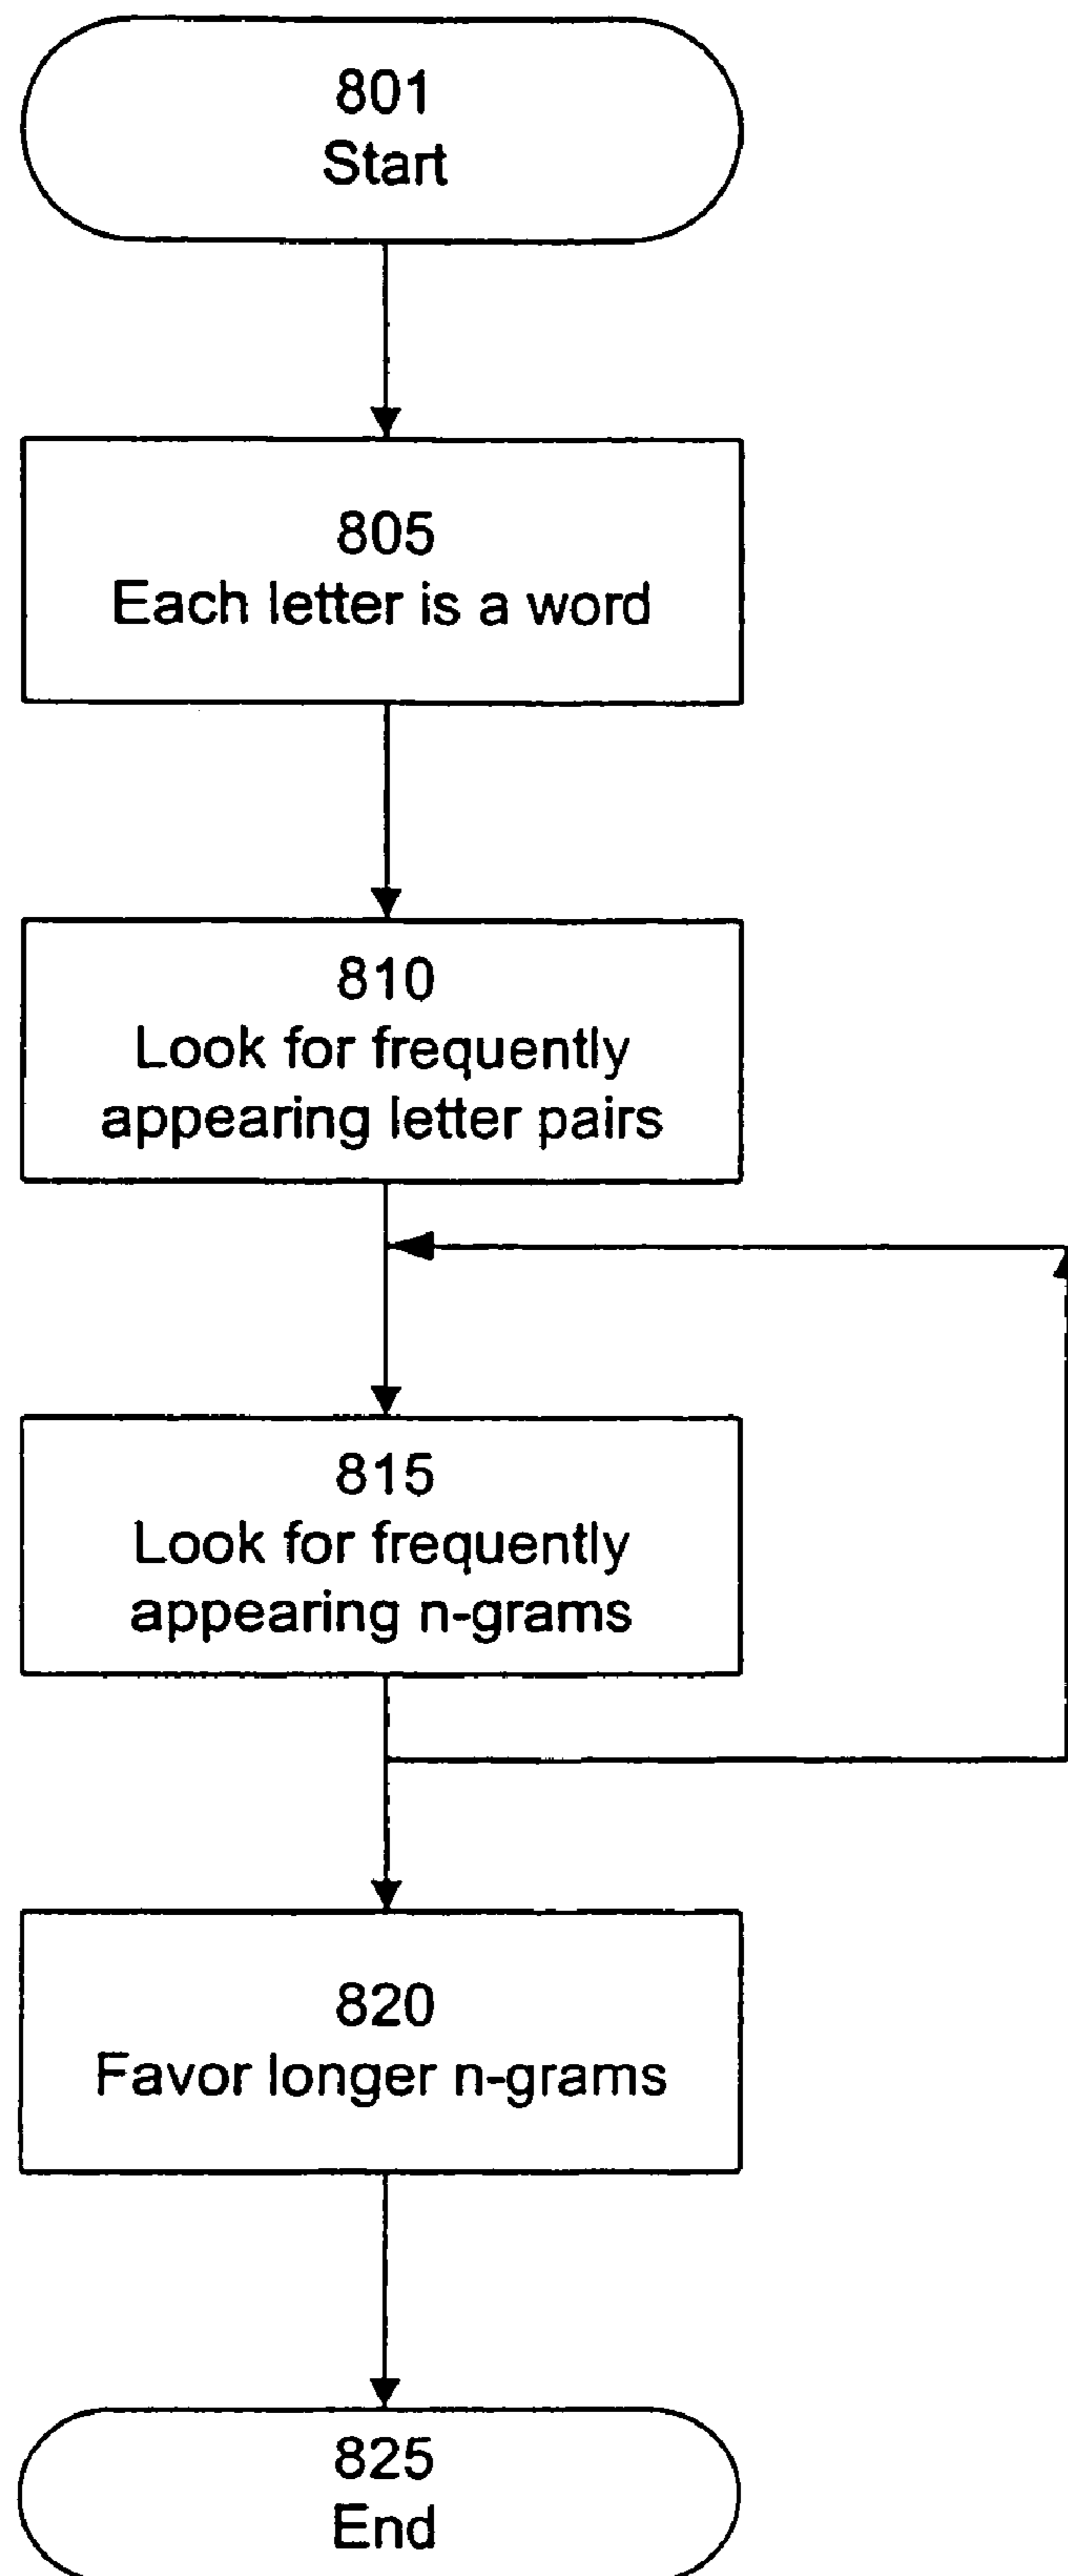 801
Start
805
Each letter is a word
810
Look for frequently
appearing letter pairs
815
Look for frequently
appearing n-grams
820
Favor longer n-grams
825
End